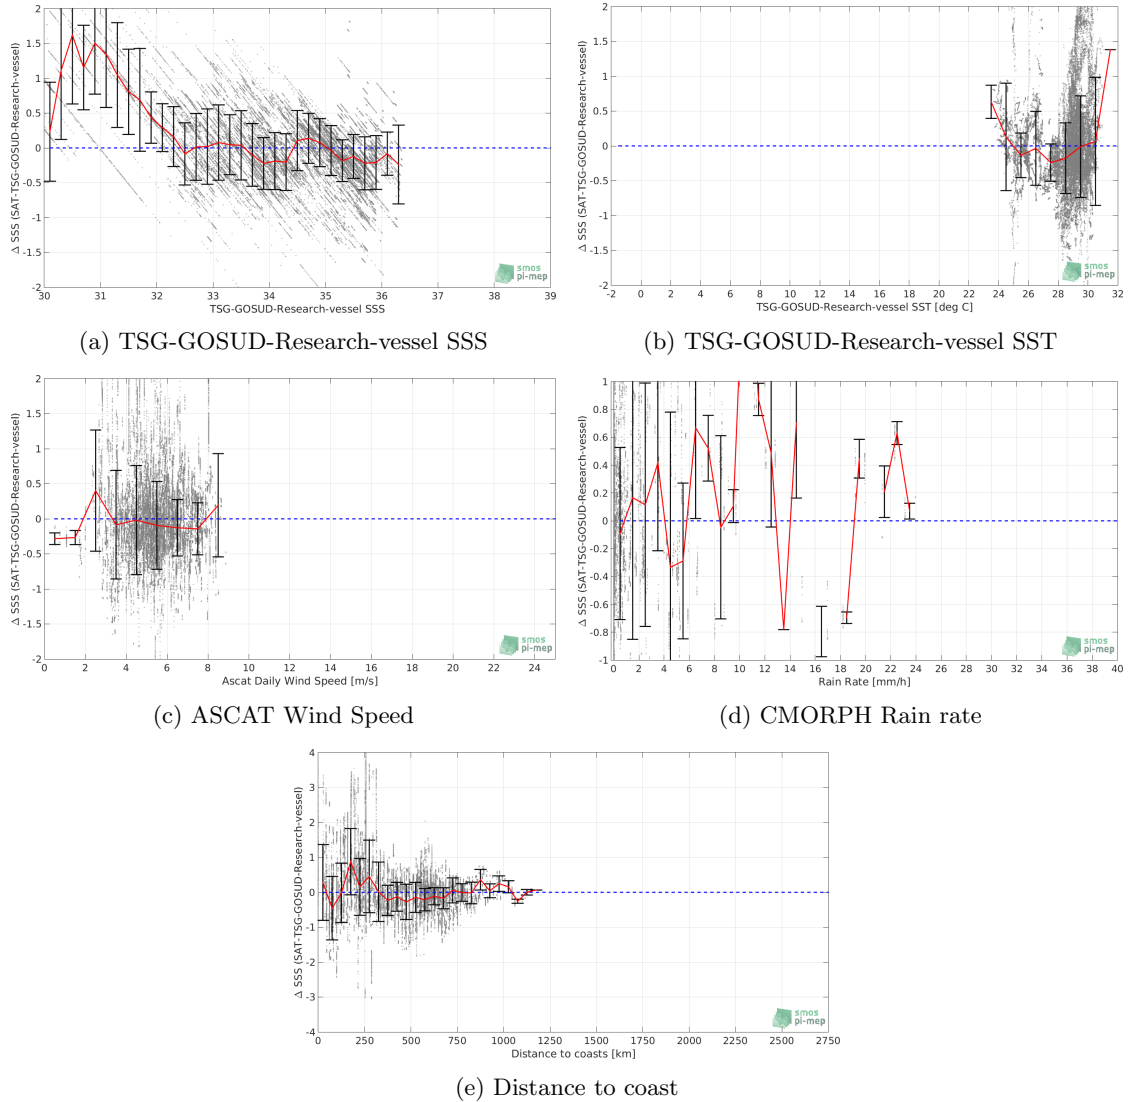 2
1.5
1
0.5
0
-0.5
-1
-1.5
-2
Δ SSS (SAT-TSG-GOSUD-Research-vessel)
30 31 32 33 34 35 36 37 38 39
TSG-GOSUD-Research-vessel SSS
smos
pi-mep
(a) TSG-GOSUD-Research-vessel SSS
2
1.5
1
0.5
0
-0.5
-1
-1.5
-2
Δ SSS (SAT-TSG-GOSUD-Research-vessel)
-2 0 2 4 6 8 10 12 14 16 18 20 22 24 26 28 30 32
TSG-GOSUD-Research-vessel SST [deg C]
smos
pi-mep
(b) TSG-GOSUD-Research-vessel SST
2
1.5
1
0.5
0
-0.5
-1
-1.5
-2
Δ SSS (SAT-TSG-GOSUD-Research-vessel)
0 2 4 6 8 10 12 14 16 18 20 22 24
Ascat Daily Wind Speed [m/s]
smos
pi-mep
(c) ASCAT Wind Speed
1
0.8
0.6
0.4
0.2
0
-0.2
-0.4
-0.6
-0.8
-1
Δ SSS (SAT-TSG-GOSUD-Research-vessel)
0 2 4 6 8 10 12 14 16 18 20 22 24 26 28 30 32 34 36 38 40
Rain Rate [mm/h]
smos
pi-mep
(d) CMORPH Rain rate
4
3
2
1
0
-1
-2
-3
-4
Δ SSS (SAT-TSG-GOSUD-Research-vessel)
0 250 500 750 1000 1250 1500 1750 2000 2250 2500 2750
Distance to coasts [km]
smos
pi-mep
(e) Distance to coast